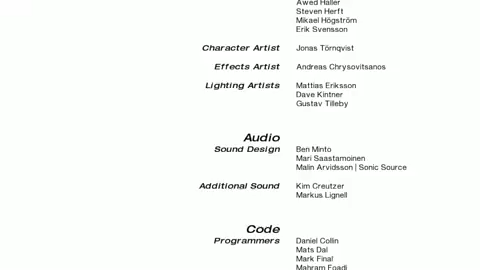 Awed Haller
Steven Herft
Mikael Högström
Erik Svensson
Character Artist Jonas Törnqvist
Effects Artist Andreas Chrysovitsanos
Lighting Artists Mattias Eriksson
Dave Kintner
Gustav Tilleby
Audio
Sound Design Ben Minto
Mari Saastamoinen
Malin Arvidsson | Sonic Source
Additional Sound Kim Creutzer
Markus Lignell
Code
Programmers Daniel Collin
Mats Dal
Mark Final
Mahram Foadi